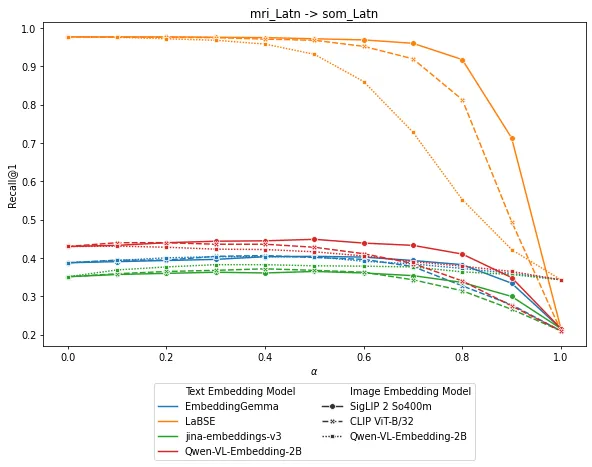 mri_Latn -> som_Latn
Recall@1
1.0
0.9
0.8
0.7
0.6
0.5
0.4
0.3
0.2
0.0 0.2 0.4 0.6 0.8 1.0
α
Text Embedding Model Image Embedding Model
EmbeddingGemma SigLIP 2 So400m
LaBSE CLIP ViT-B/32
jina-embeddings-v3 Qwen-VL-Embedding-2B
Qwen-VL-Embedding-2B